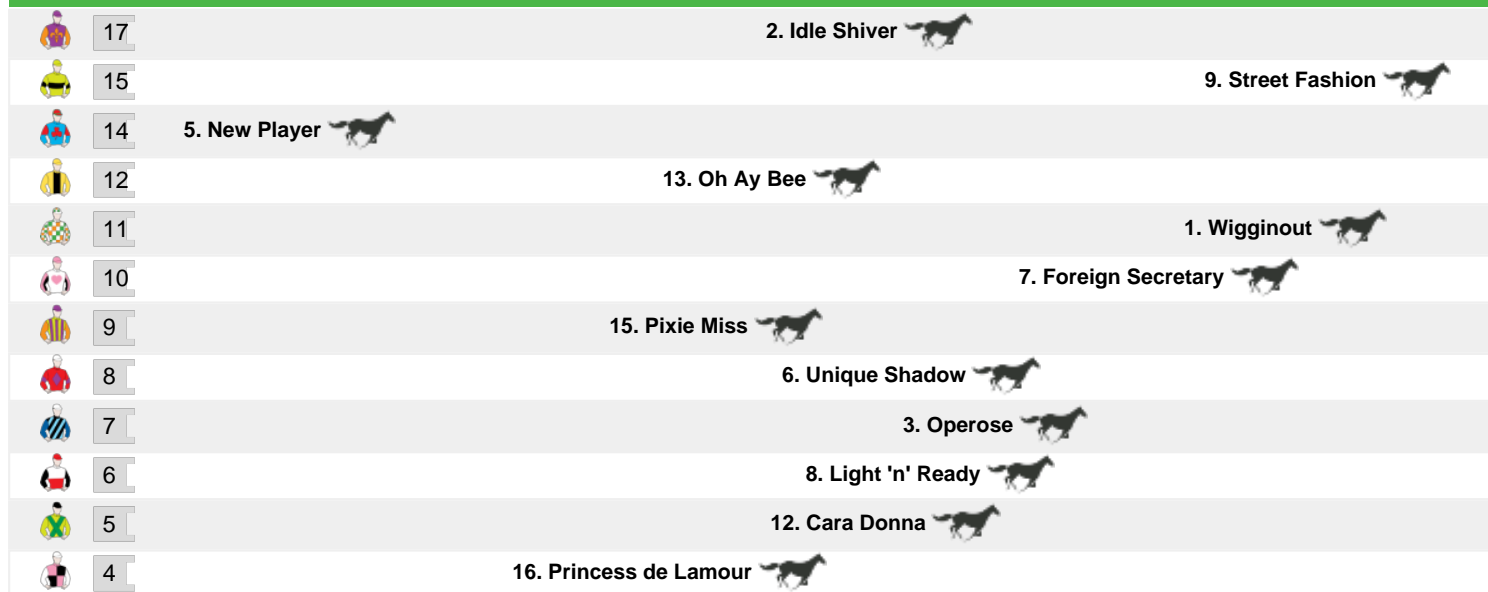 17 2. Idle Shiver
15 9. Street Fashion
14 5. New Player
12 13. Oh Ay Bee
11 1. Wigginout
10 7. Foreign Secretary
9 15. Pixie Miss
8 6. Unique Shadow
7 3. Operose
6 8. Light 'n' Ready
5 12. Cara Donna
4 16. Princess de Lamour